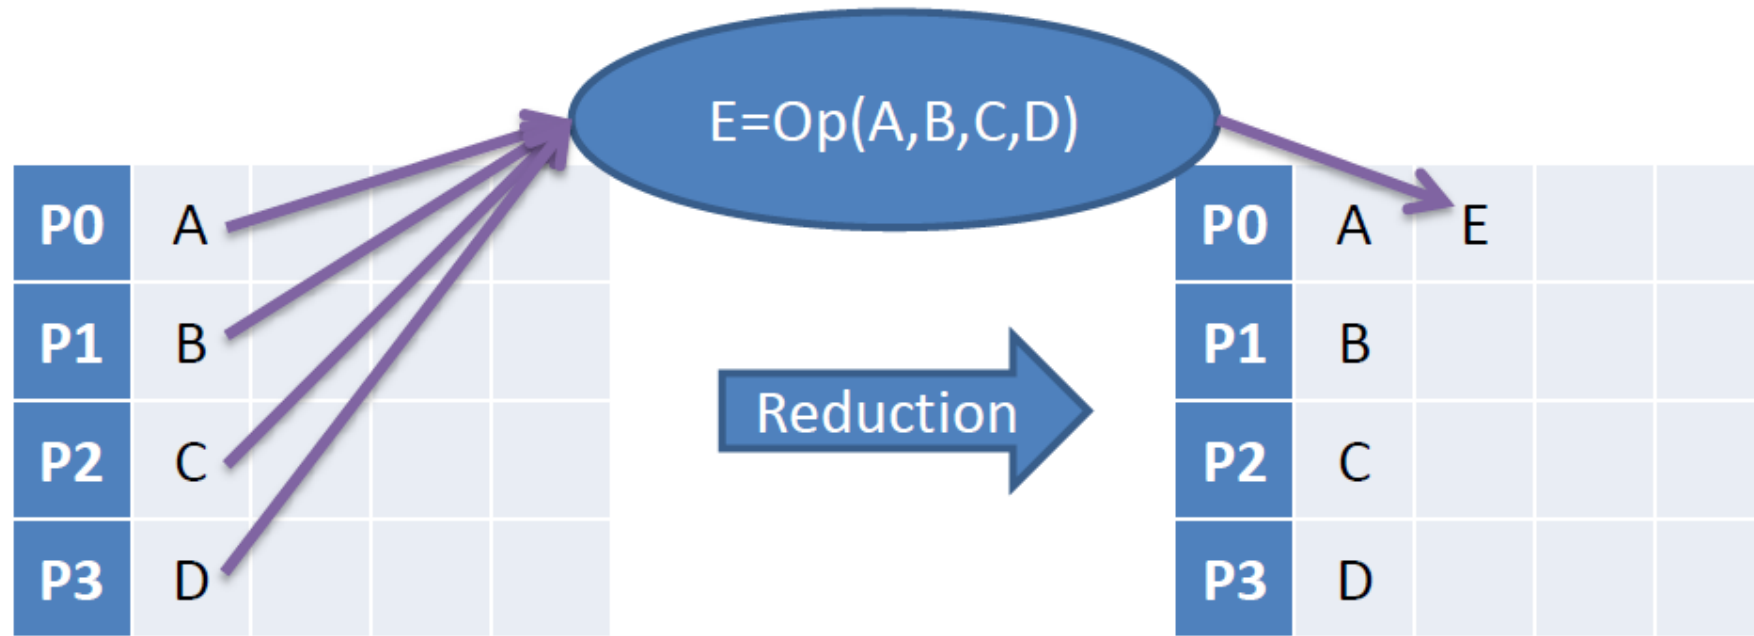 E=Op(A,B,C,D)
P0 A
P1 B
P2 C
P3 D
Reduction
P0 A E
P1 B
P2 C
P3 D